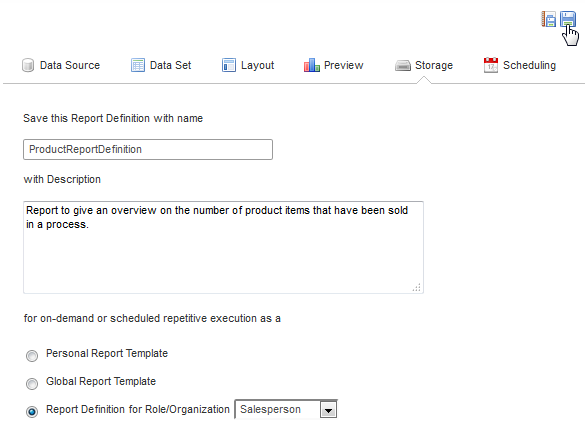 Data Source
Data Set
Layout
Preview
Storage
Scheduling
Save this Report Definition with name
ProductReportDefinition
with Description
Report to give an overview on the number of product items that have been sold
in a process.
for on-demand or scheduled repetitive execution as a
Personal Report Template
Global Report Template
Report Definition for Role/Organization Salesperson